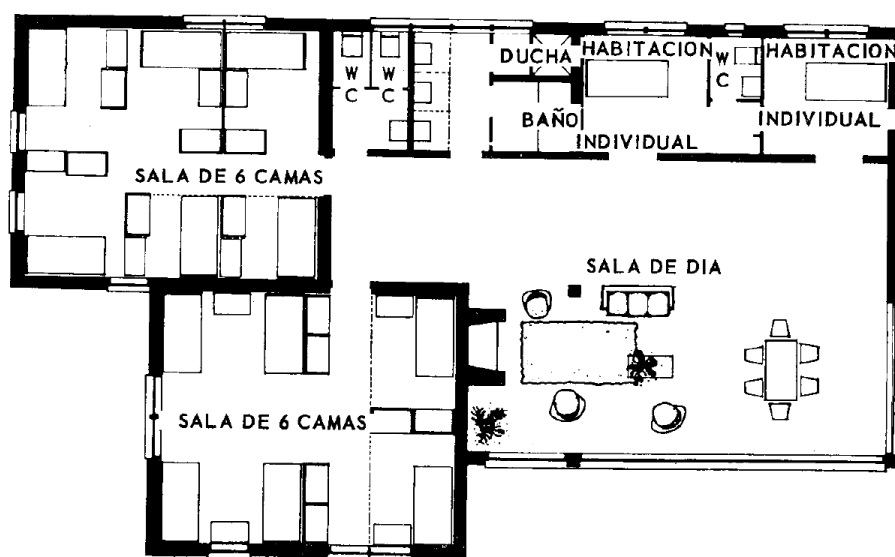 W C
W C
DUCHA
BAÑO
HABITACION
INDIVIDUAL
W C
HABITACION
INDIVIDUAL
SALA DE 6 CAMAS
SALA DE DIA
SALA DE 6 CAMAS